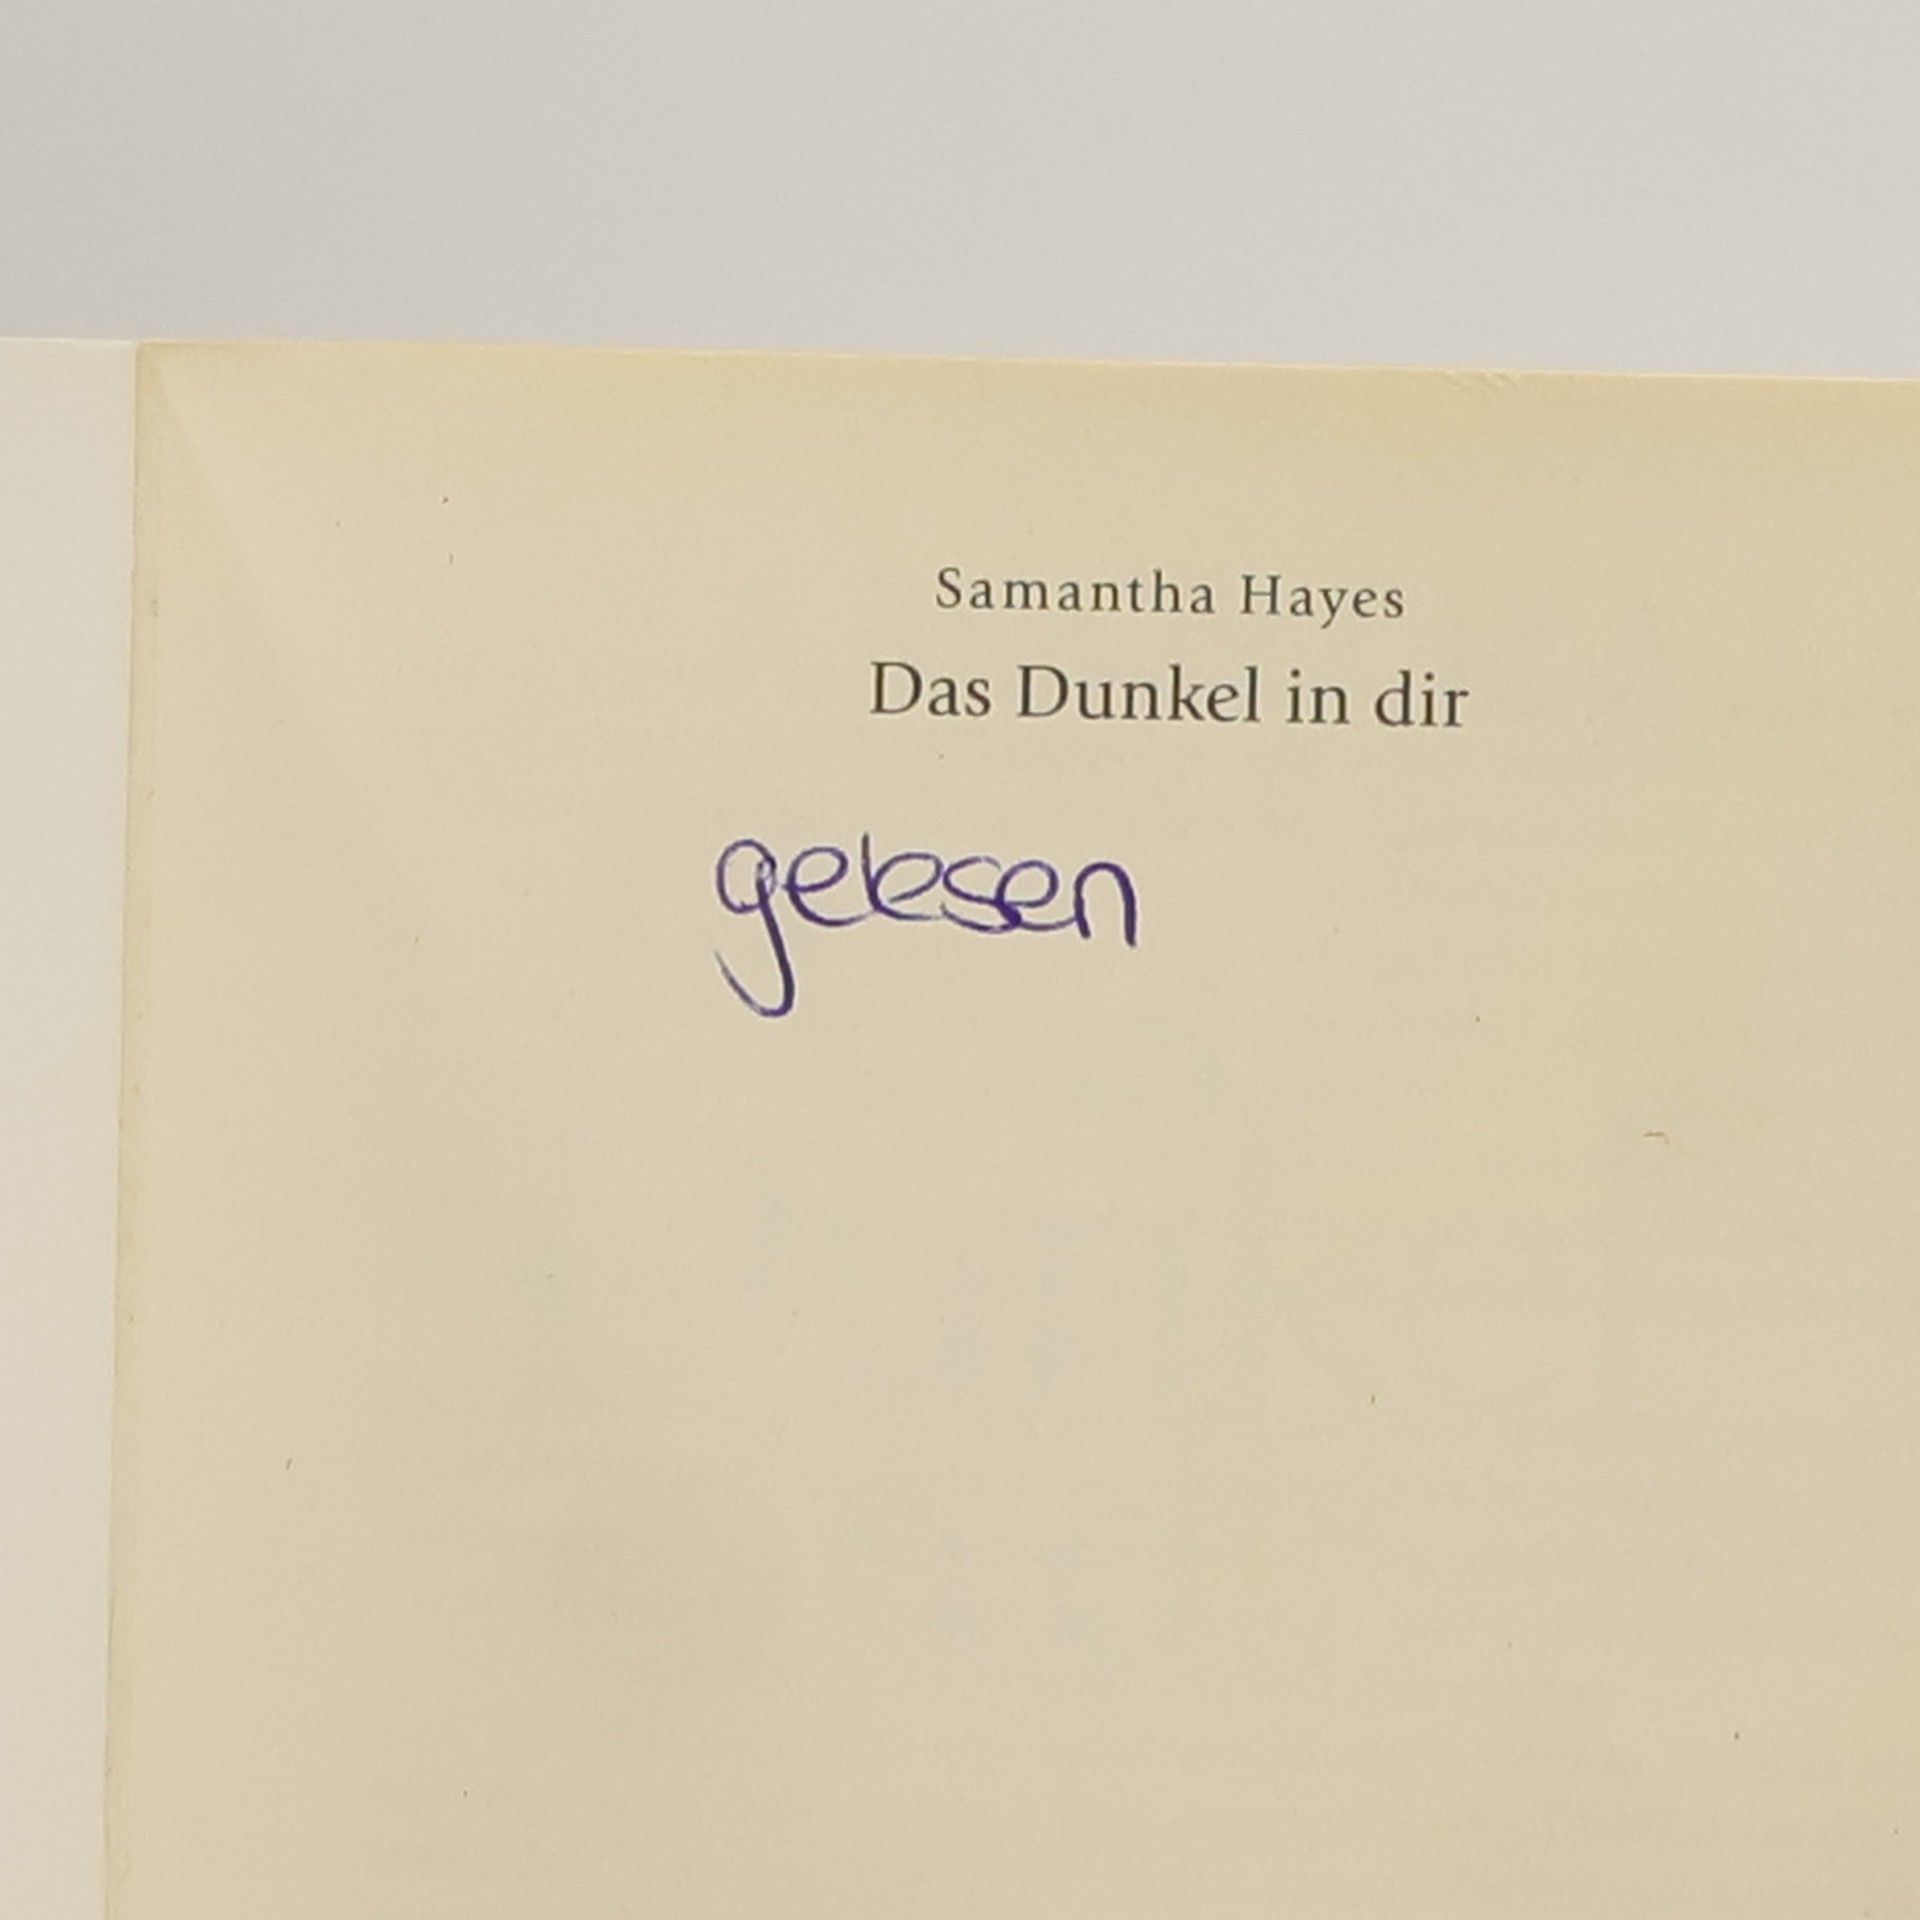 Samantha Hayes
Das Dunkel in dir
gelesen